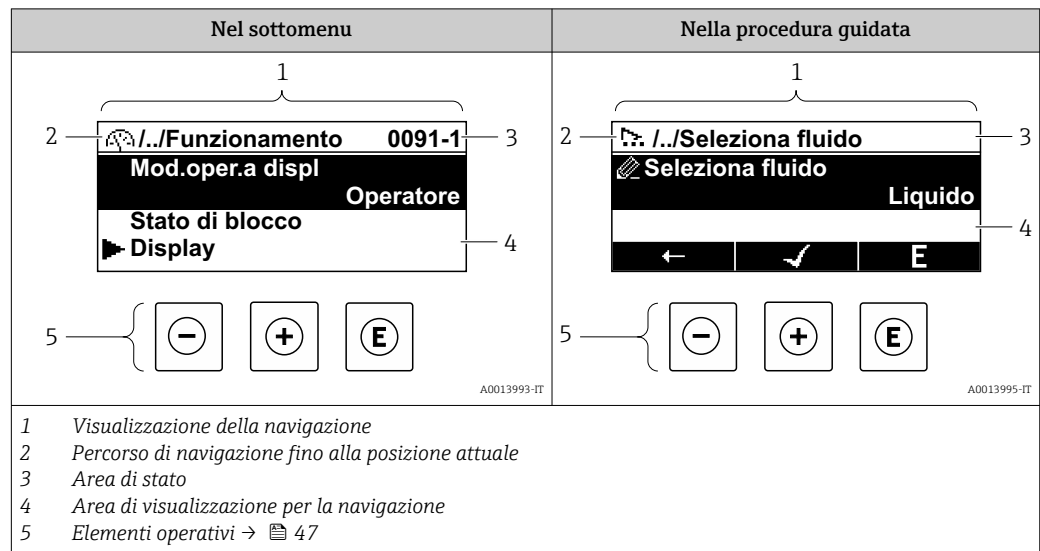 Nel sottomenu
Nella procedura guidata
1
2
/../Funzionamento 0091-1
3
Mod.oper.a displ
Operatore
Stato di blocco
Display
4
5
- + E
A0013993-IT
1
2
/../Seleziona fluido
3
Seleziona fluido
Liquido
4
← ✓ E
5
- + E
A0013995-IT
1 Visualizzazione della navigazione
2 Percorso di navigazione fino alla posizione attuale
3 Area di stato
4 Area di visualizzazione per la navigazione
5 Elementi operativi → 47